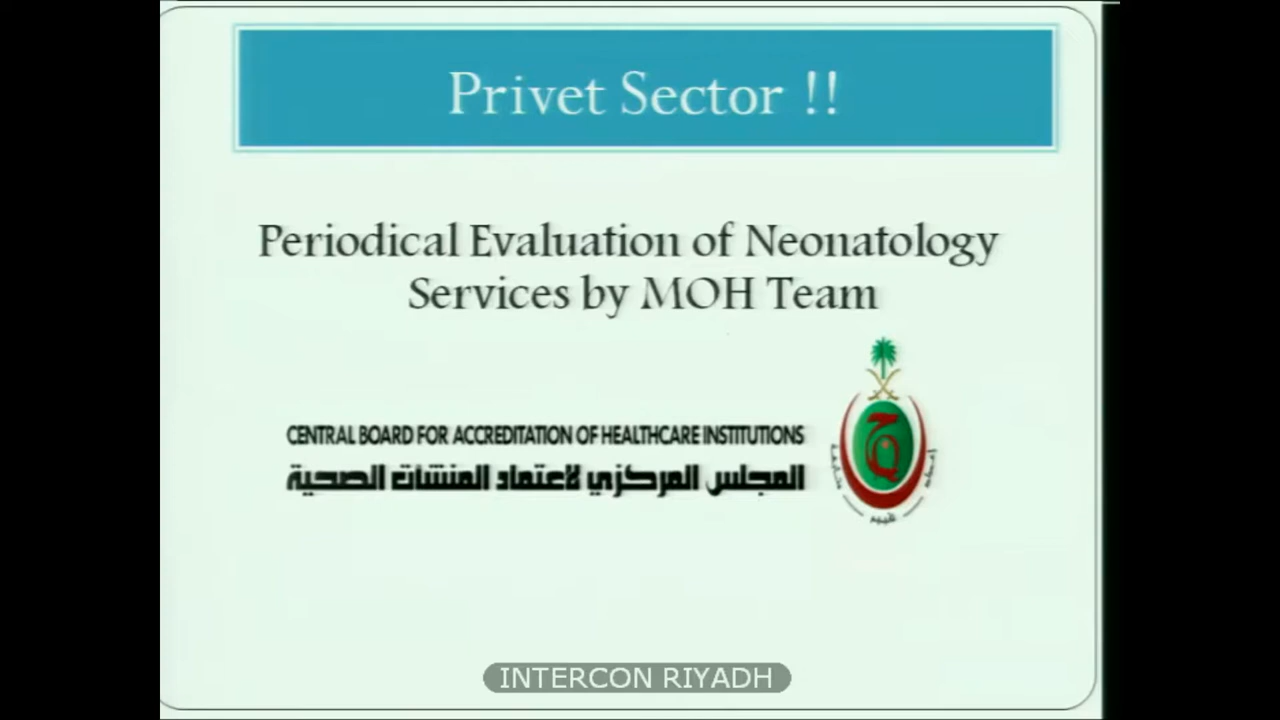 Privet Sector !!
Periodical Evaluation of Neonatology
Services by MOH Team
CENTRAL BOARD FOR ACCREDITATION OF HEALTHCARE INSTITUTIONS
المجلس المركزي لاعتماد المنشآت الصحية
INTERCON RIYADH